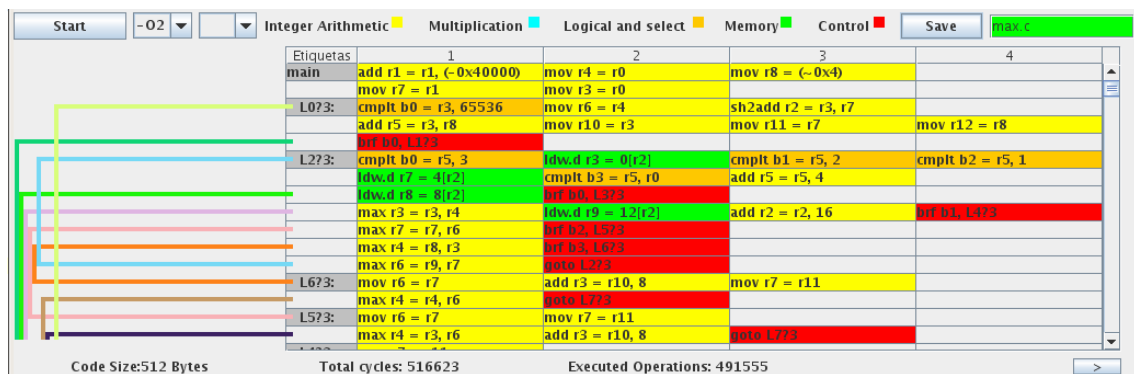 Start -O2 Integer Arithmetic Multiplication Logical and select Memory Control Save max.c
Etiquetas 1 2 3 4
main add r1 = r1, (-0x40000) mov r4 = r0 mov r8 = (~0x4)
mov r7 = r1 mov r3 = r0
L0?3: cmplt b0 = r3, 65536 mov r6 = r4 sh2add r2 = r3, r7
add r5 = r3, r8 mov r10 = r3 mov r11 = r7 mov r12 = r8
brf b0, L1?3
L2?3: cmplt b0 = r5, 3 ldw.d r3 = 0[r2] cmplt b1 = r5, 2 cmplt b2 = r5, 1
ldw.d r7 = 4[r2] cmplt b3 = r5, r0 add r5 = r5, 4
ldw.d r8 = 8[r2] brf b0, L3?3
max r3 = r3, r4 ldw.d r9 = 12[r2] add r2 = r2, 16 brf b1, L4?3
max r7 = r7, r6 brf b2, L5?3
max r4 = r8, r3 brf b3, L6?3
max r6 = r9, r7 goto L2?3
L6?3: mov r6 = r7 add r3 = r10, 8 mov r7 = r11
max r4 = r4, r6 goto L7?3
L5?3: mov r6 = r7 mov r7 = r11
max r4 = r3, r6 add r3 = r10, 8 goto L7?3
Code Size:512 Bytes Total cycles: 516623 Executed Operations: 491555 >